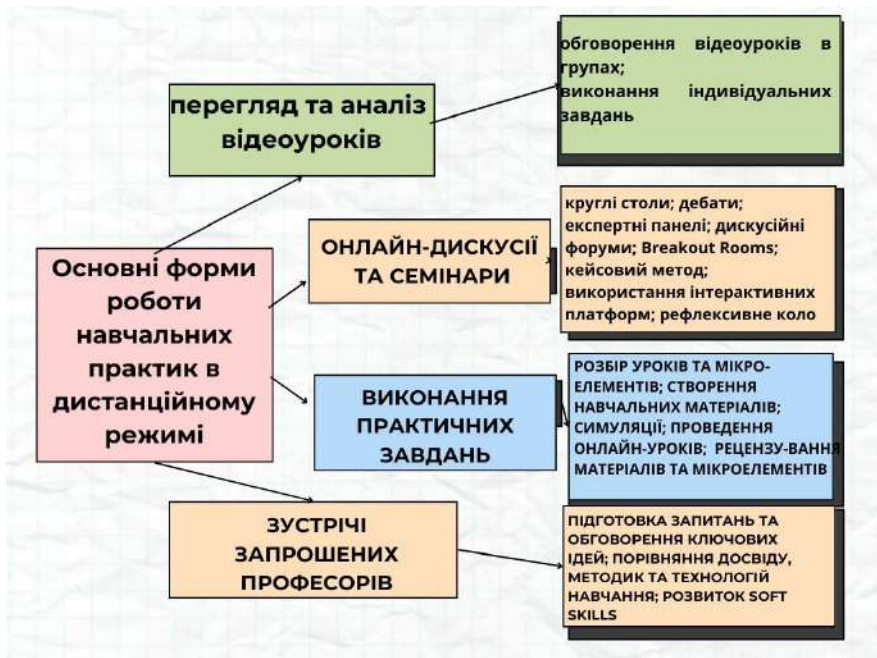 Основні форми
роботи
навчальних
практик в
дистанційному
режимі
перегляд та аналіз
відеоуроків
обговорення відеоуроків в
групах;
виконання індивідуальних
завдань
ОНЛАЙН-ДИСКУСІЇ
ТА СЕМІНАРИ
круглі столи; дебати;
експертні панелі; дискусійні
форуми; Breakout Rooms;
кейсовий метод;
використання інтерактивних
платформ; рефлексивне коло
ВИКОНАННЯ
ПРАКТИЧНИХ
ЗАВДАНЬ
РОЗБІР УРОКІВ ТА МІКРО-
ЕЛЕМЕНТІВ; СТВОРЕННЯ
НАВЧАЛЬНИХ МАТЕРІАЛІВ;
СИМУЛЯЦІЇ; ПРОВЕДЕННЯ
ОНЛАЙН-УРОКІВ; РЕЦЕНЗУ-ВАННЯ
МАТЕРІАЛІВ ТА МІКРОЕЛЕМЕНТІВ
ЗУСТРІЧІ
ЗАПРОШЕНИХ
ПРОФЕСОРІВ
ПІДГОТОВКА ЗАПИТАНЬ ТА
ОБГОВОРЕННЯ КЛЮЧОВИХ
ІДЕЙ; ПОРІВНЯННЯ ДОСВІДУ,
МЕТОДИК ТА ТЕХНОЛОГІЙ
НАВЧАННЯ; РОЗВИТОК SOFT
SKILLS